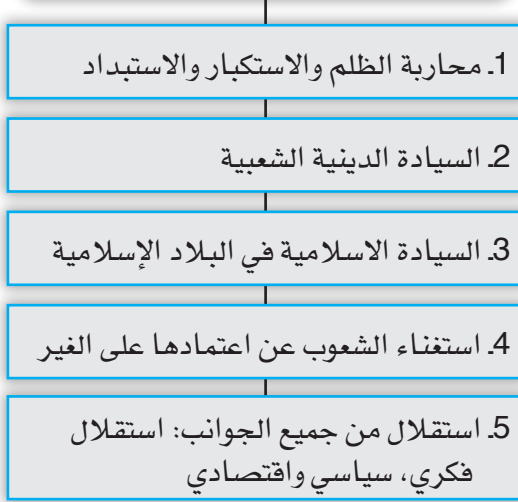 1. محاربة الظلم والاستكبار والاستبداد
2. السيادة الدينية الشعبية
3. السيادة الاسلامية في البلاد الإسلامية
4. استغناء الشعوب عن اعتمادها على الغير
5. استقلال من جميع الجوانب: استقلال
فكري، سياسي واقتصادي